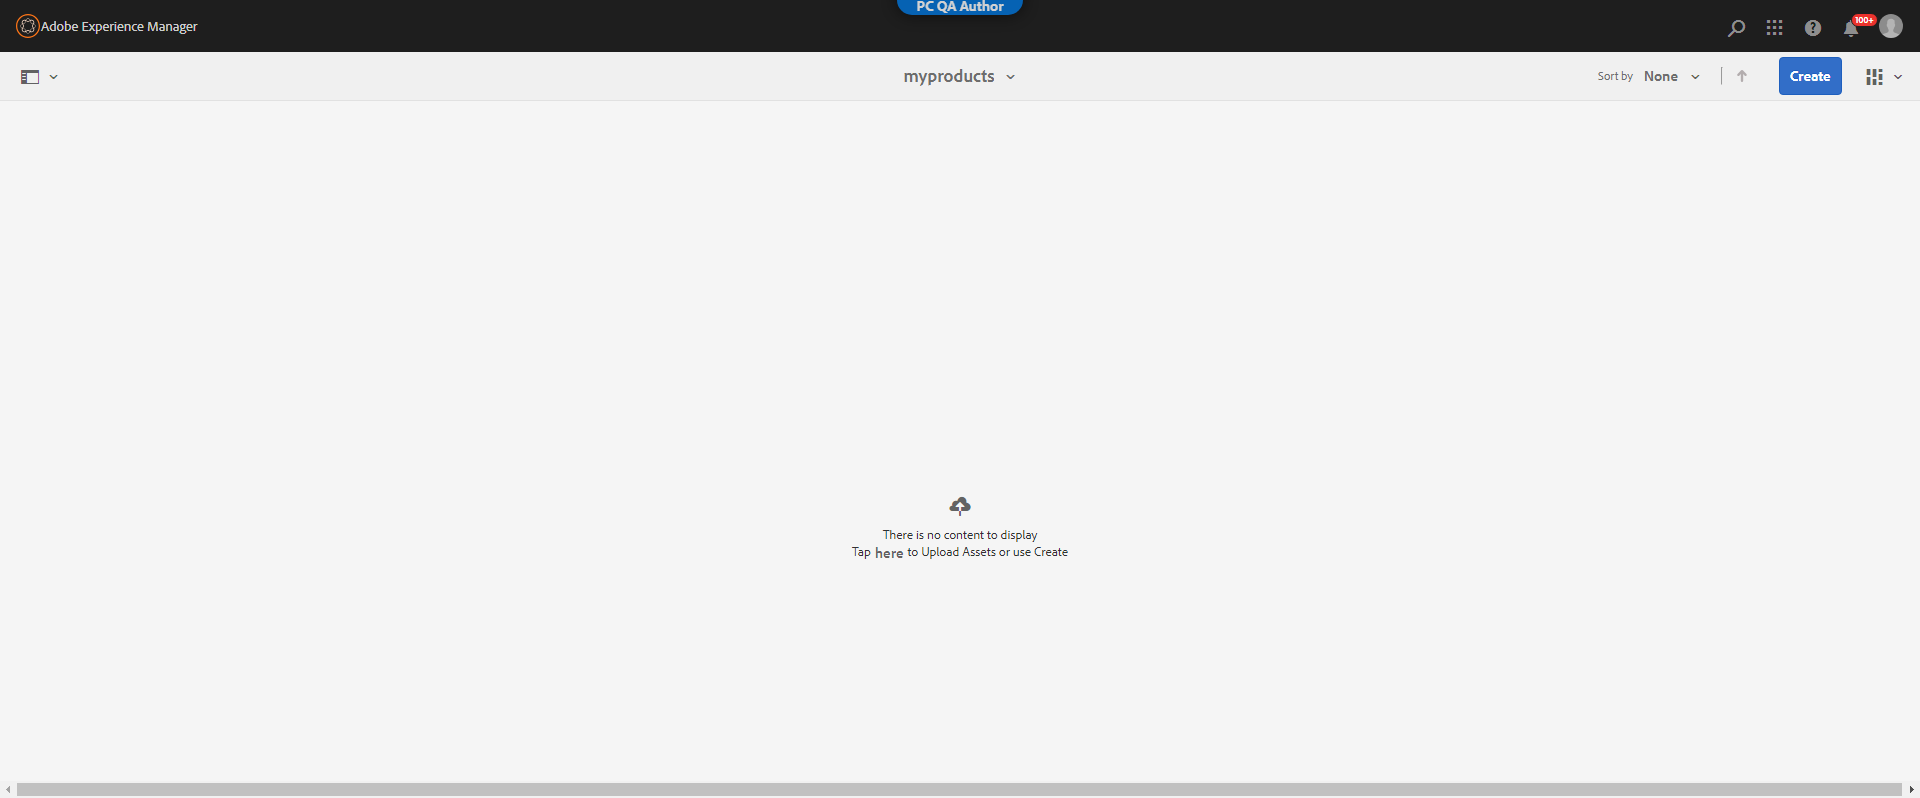 PC QA Author
Adobe Experience Manager
100+
myproducts
Sort by None
Create
There is no content to display
Tap here to Upload Assets or use Create